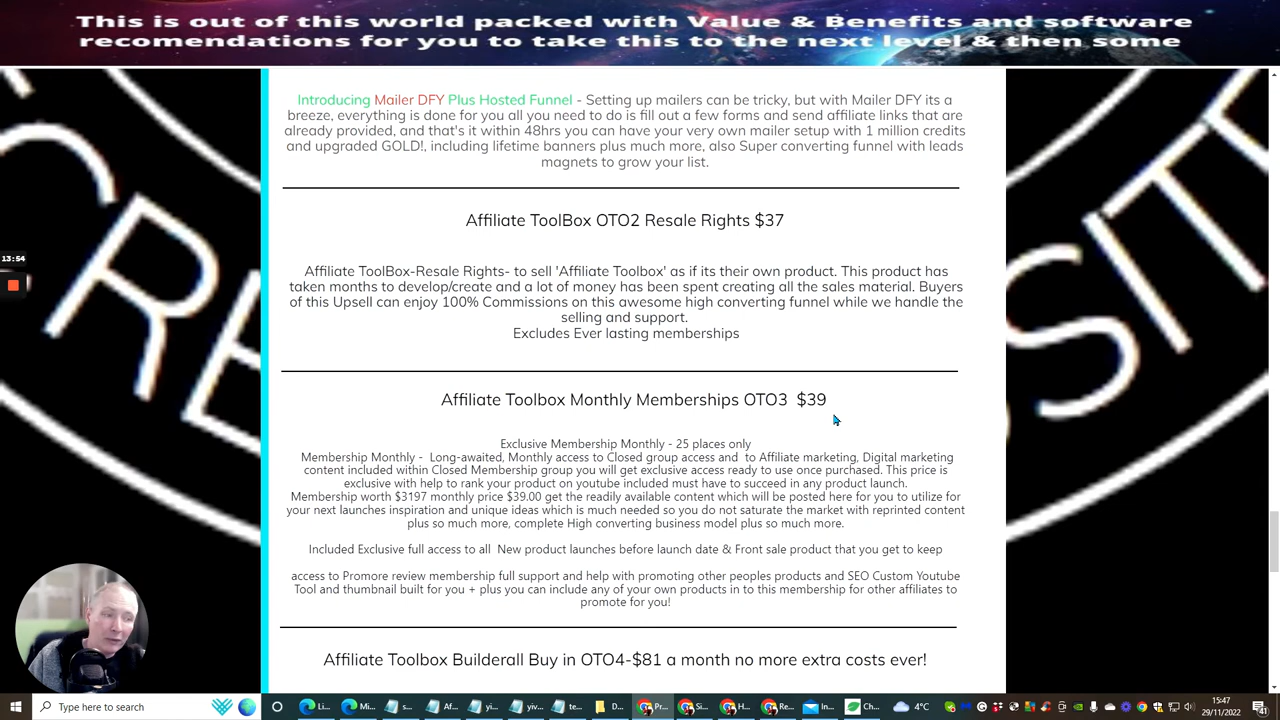 This is out of this world packed with Value & Benefits and software
recomendations for you to take this to the next level & then some
Introducing Mailer DFY Plus Hosted Funnel - Setting up mailers can be tricky, but with Mailer DFY its a
breeze, everything is done for you all you need to do is fill out a few forms and send affiliate links that are
already provided, and that's it within 48hrs you can have your very own mailer setup with 1 million credits
and upgraded GOLD!, including lifetime banners plus much more, also Super converting funnel with leads
magnets to grow your list.
Affiliate ToolBox OTO2 Resale Rights $37
13:54
Affiliate ToolBox-Resale Rights- to sell 'Affiliate Toolbox' as if its their own product. This product has
taken months to develop/create and a lot of money has been spent creating all the sales material. Buyers
of this Upsell can enjoy 100% Commissions on this awesome high converting funnel while we handle the
selling and support.
Excludes Ever lasting memberships
Affiliate Toolbox Monthly Memberships OTO3 $39
Exclusive Membership Monthly - 25 places only
Membership Monthly - Long-awaited, Monthly access to Closed group access and to Affiliate marketing, Digital marketing
content included within Closed Membership group you will get exclusive access ready to use once purchased. This price is
exclusive with help to rank your product on youtube included must have to succeed in any product launch.
Membership worth $3197 monthly price $39.00 get the readily available content which will be posted here for you to utilize for
your next launches inspiration and unique ideas which is much needed so you do not saturate the market with reprinted content
plus so much more, complete High converting business model plus so much more.
Included Exclusive full access to all New product launches before launch date & Front sale product that you get to keep
access to Promore review membership full support and help with promoting other peoples products and SEO Custom Youtube
Tool and thumbnail built for you + plus you can include any of your own products in to this membership for other affiliates to
promote for you!
Affiliate Toolbox Builderall Buy in OTO4-$81 a month no more extra costs ever!
Type here to search
Li...
Mi...
s...
Af...
yi...
yiv...
te...
D...
Pr...
Si...
H...
Re...
In...
Ch...
4°C
15:47
29/11/2022